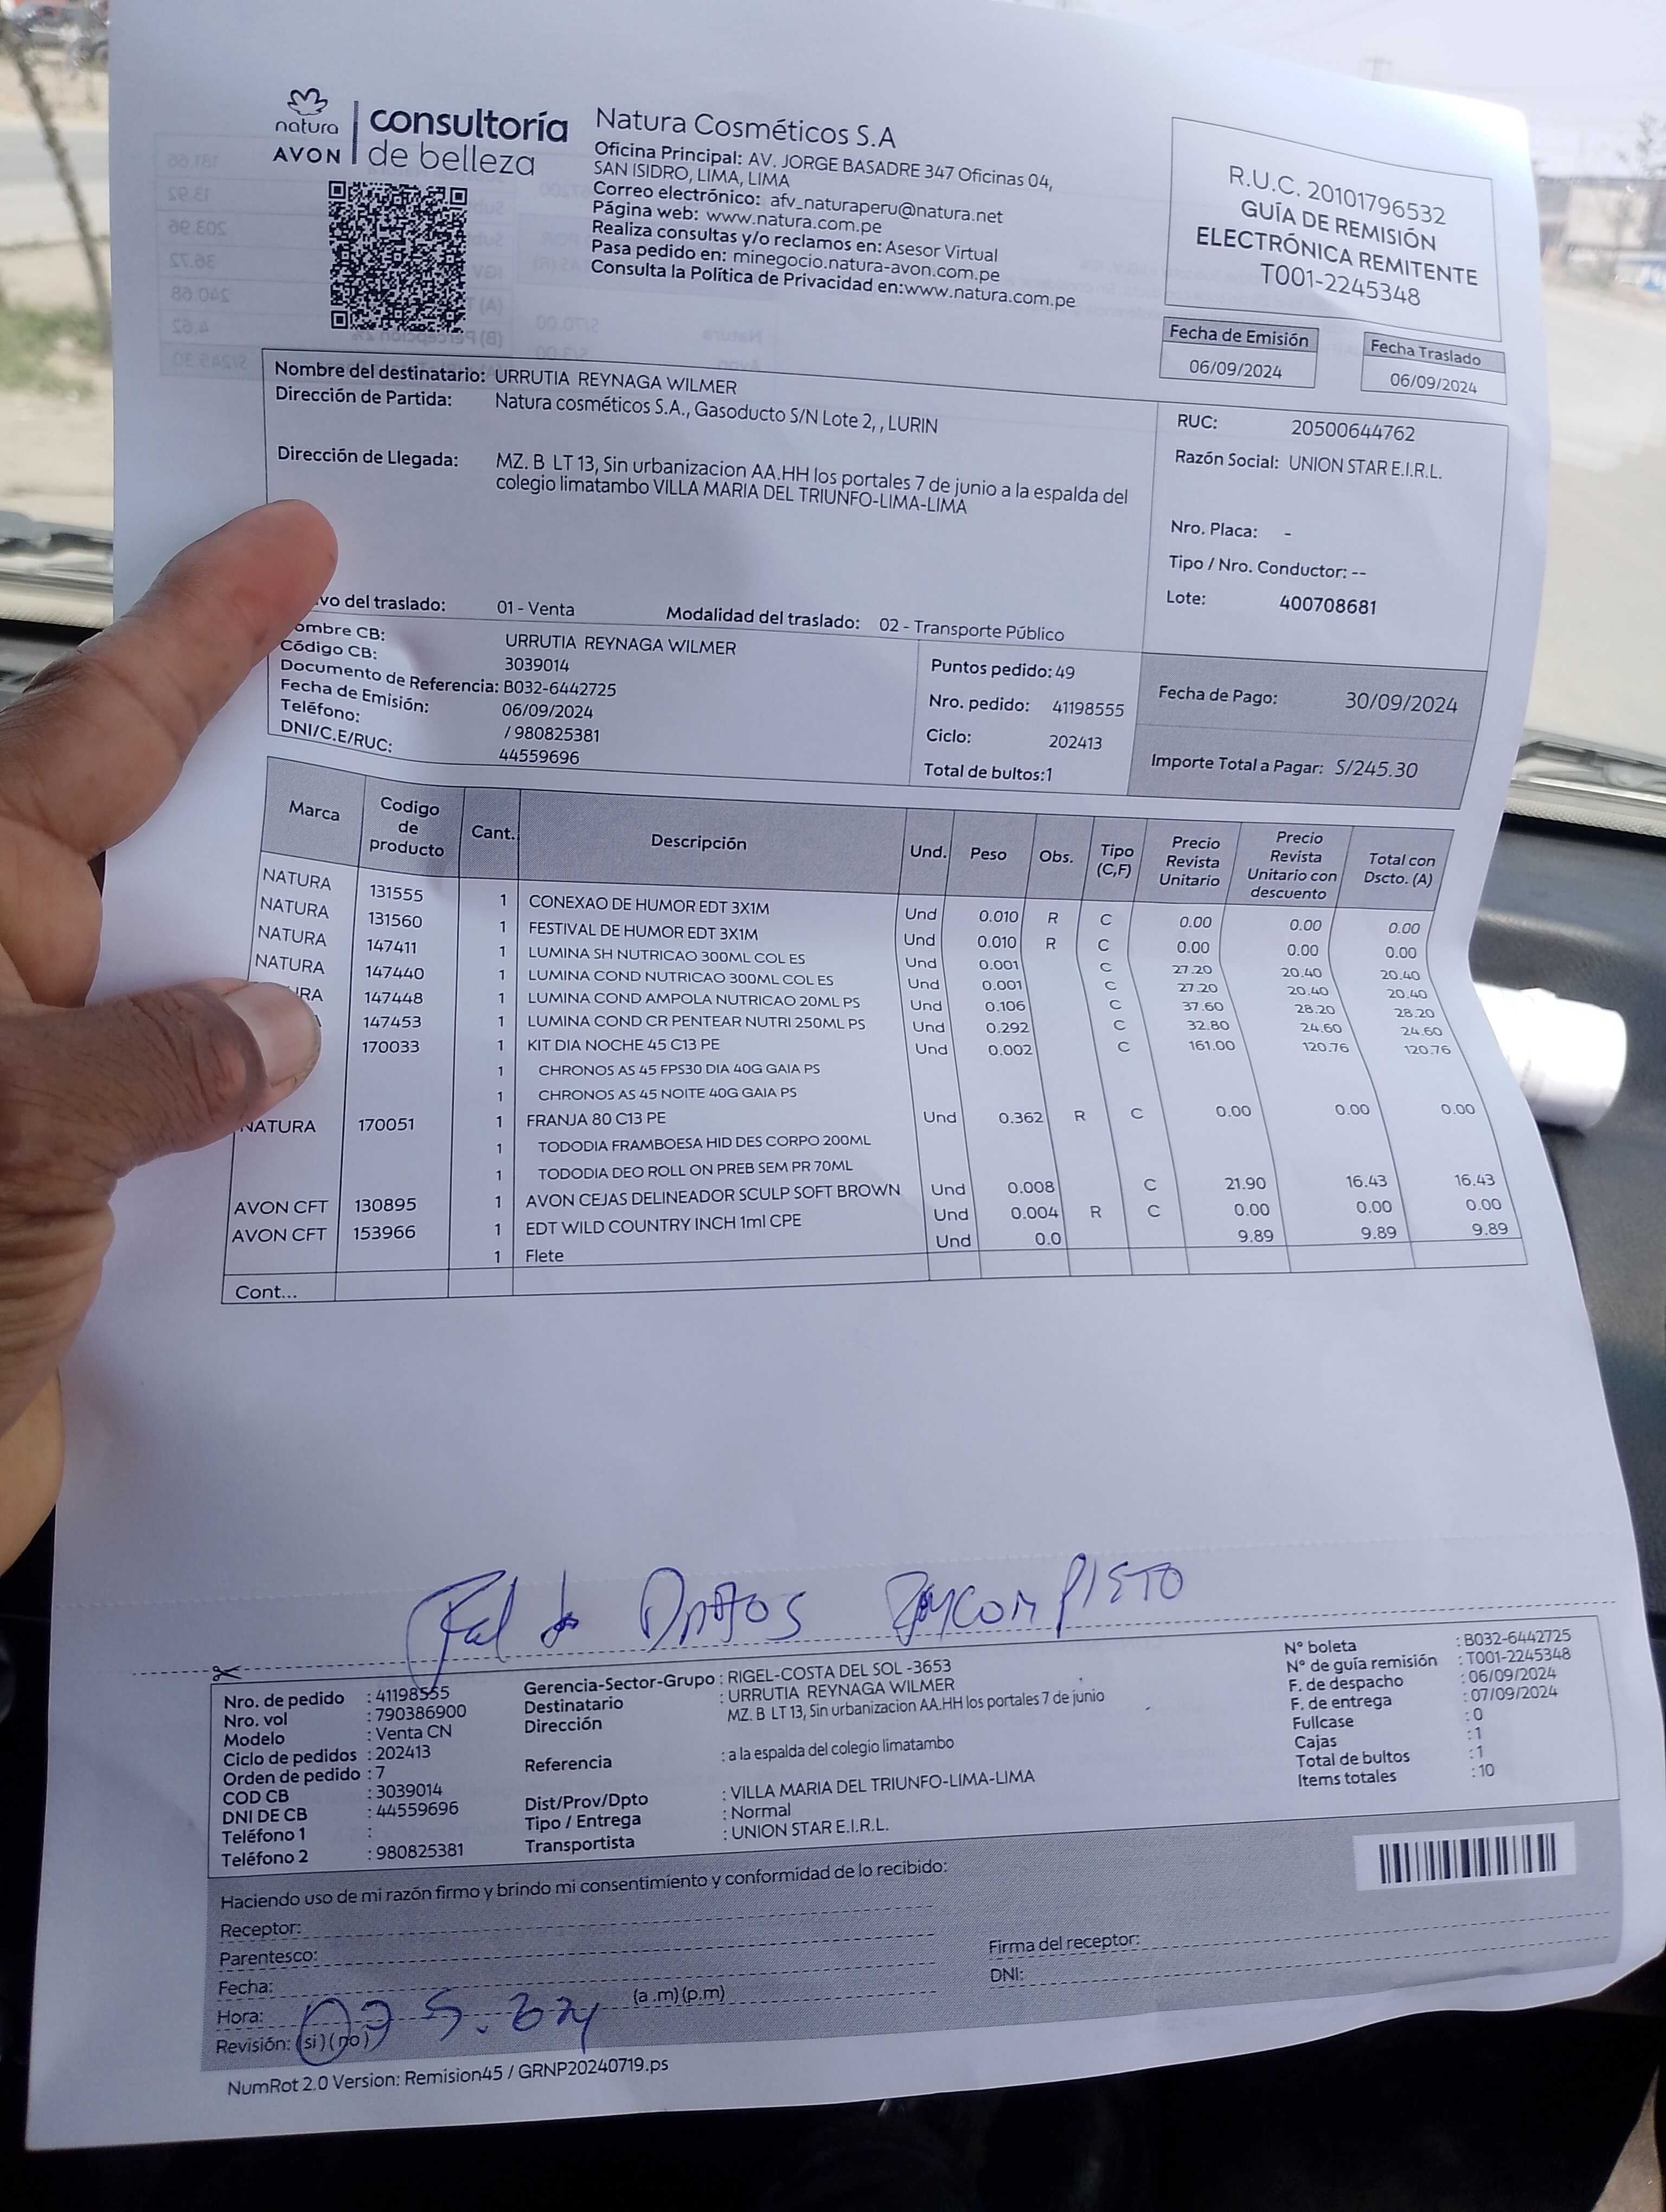 natura
AVON
consultoría
de belleza
Natura Cosméticos S.A
Oficina Principal: AV. JORGE BASADRE 347 Oficinas 04,
SAN ISIDRO, LIMA, LIMA
Correo electrónico: afv_naturaperu@natura.net
Página web: www.natura.com.pe
Realiza consultas y/o reclamos en: Asesor Virtual
Pasa pedido en: minegocio.natura-avon.com.pe
Consulta la Política de Privacidad en:www.natura.com.pe
R.U.C. 20101796532
GUÍA DE REMISIÓN
ELECTRÓNICA REMITENTE
T001-2245348
Fecha de Emisión
06/09/2024
Fecha Traslado
06/09/2024
Nombre del destinatario: URRUTIA REYNAGA WILMER
Dirección de Partida: Natura cosméticos S.A., Gasoducto S/N Lote 2, , LURIN
Dirección de Llegada: MZ. B LT 13, Sin urbanizacion AA.HH los portales 7 de junio a la espalda del
colegio limatambo VILLA MARIA DEL TRIUNFO-LIMA-LIMA
RUC: 20500644762
Razón Social: UNION STAR E.I.R.L.
Nro. Placa: -
Tipo / Nro. Conductor: --
Lote: 400708681
vo del traslado: 01 - Venta Modalidad del traslado: 02 - Transporte Público
ombre CB: URRUTIA REYNAGA WILMER
Código CB: 3039014
Documento de Referencia: B032-6442725
Fecha de Emisión: 06/09/2024
Teléfono: / 980825381
DNI/C.E/RUC: 44559696
Puntos pedido: 49
Nro. pedido: 41198555
Ciclo: 202413
Total de bultos:1
Fecha de Pago: 30/09/2024
Importe Total a Pagar: S/245.30
Marca Codigo de producto Cant. Descripción Und. Peso Obs. Tipo (C,F) Precio Revista Unitario Precio Revista Unitario con descuento Total con Dscto. (A)
NATURA 131555 1 CONEXAO DE HUMOR EDT 3X1M Und 0.010 R C 0.00 0.00 0.00
NATURA 131560 1 FESTIVAL DE HUMOR EDT 3X1M Und 0.010 R C 0.00 0.00 0.00
NATURA 147411 1 LUMINA SH NUTRICAO 300ML COL ES Und 0.001 C 27.20 20.40 20.40
NATURA 147440 1 LUMINA COND NUTRICAO 300ML COL ES Und 0.001 C 27.20 20.40 20.40
RA 147448 1 LUMINA COND AMPOLA NUTRICAO 20ML PS Und 0.106 C 37.60 28.20 28.20
147453 1 LUMINA COND CR PENTEAR NUTRI 250ML PS Und 0.292 C 32.80 24.60 24.60
170033 1 KIT DIA NOCHE 45 C13 PE Und 0.002 C 161.00 120.76 120.76
1 CHRONOS AS 45 FPS30 DIA 40G GAIA PS
1 CHRONOS AS 45 NOITE 40G GAIA PS
NATURA 170051 1 FRANJA 80 C13 PE Und 0.362 R C 0.00 0.00 0.00
1 TODODIA FRAMBOESA HID DES CORPO 200ML
1 TODODIA DEO ROLL ON PREB SEM PR 70ML
AVON CFT 130895 1 AVON CEJAS DELINEADOR SCULP SOFT BROWN Und 0.008 C 21.90 16.43 16.43
AVON CFT 153966 1 EDT WILD COUNTRY INCH 1ml CPE Und 0.004 R C 0.00 0.00 0.00
1 Flete Und 0.0 9.89 9.89 9.89
Cont...
Datos
Nro. de pedido : 41198555
Nro. vol : 790386900
Modelo : Venta CN
Ciclo de pedidos : 202413
Orden de pedido : 7
COD CB : 3039014
DNI DE CB : 44559696
Teléfono 1 :
Teléfono 2 : 980825381
Gerencia-Sector-Grupo : RIGEL-COSTA DEL SOL -3653
Destinatario : URRUTIA REYNAGA WILMER
Dirección MZ. B LT 13, Sin urbanizacion AA.HH los portales 7 de junio
Referencia : a la espalda del colegio limatambo
Dist/Prov/Dpto : VILLA MARIA DEL TRIUNFO-LIMA-LIMA
Tipo / Entrega : Normal
Transportista : UNION STAR E.I.R.L.
N° boleta : B032-6442725
N° de guía remisión : T001-2245348
F. de despacho : 06/09/2024
F. de entrega : 07/09/2024
Fullcase : 0
Cajas : 1
Total de bultos : 1
Items totales : 10
Haciendo uso de mi razón firmo y brindo mi consentimiento y conformidad de lo recibido:
Receptor:
Parentesco:
Fecha:
Hora: (a .m) (p.m)
Revisión: (si) (no)
Firma del receptor:
DNI:
NumRot 2.0 Version: Remision45 / GRNP20240719.ps